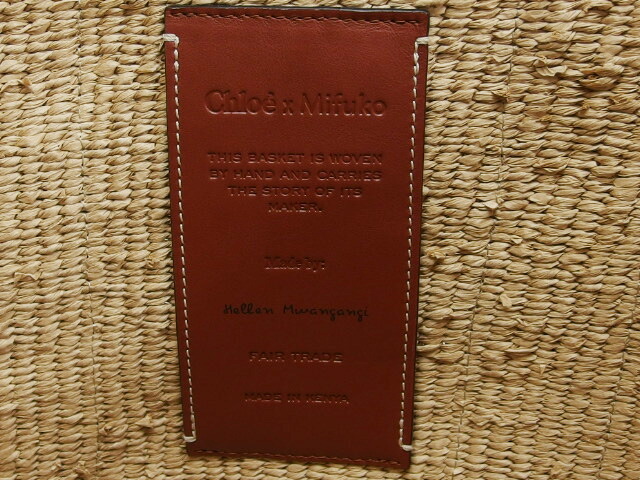 Chloé x Mifuko
THIS BASKET IS WOVEN
BY HAND AND CARRIES
THE STORY OF ITS
MAKER.
Made by:
Hellen Mwangangi
FAIR TRADE
MADE IN KENYA